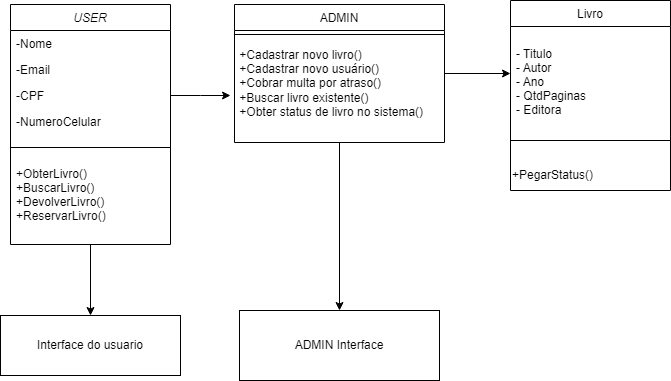 USER
-Nome
-Email
-CPF
-NumeroCelular
+ObterLivro()
+BuscarLivro()
+DevolverLivro()
+ReservarLivro()
ADMIN
+Cadastrar novo livro()
+Cadastrar novo usuário()
+Cobrar multa por atraso()
+Buscar livro existente()
+Obter status de livro no sistema()
Livro
- Titulo
- Autor
- Ano
- QtdPaginas
- Editora
+PegarStatus()
Interface do usuario
ADMIN Interface